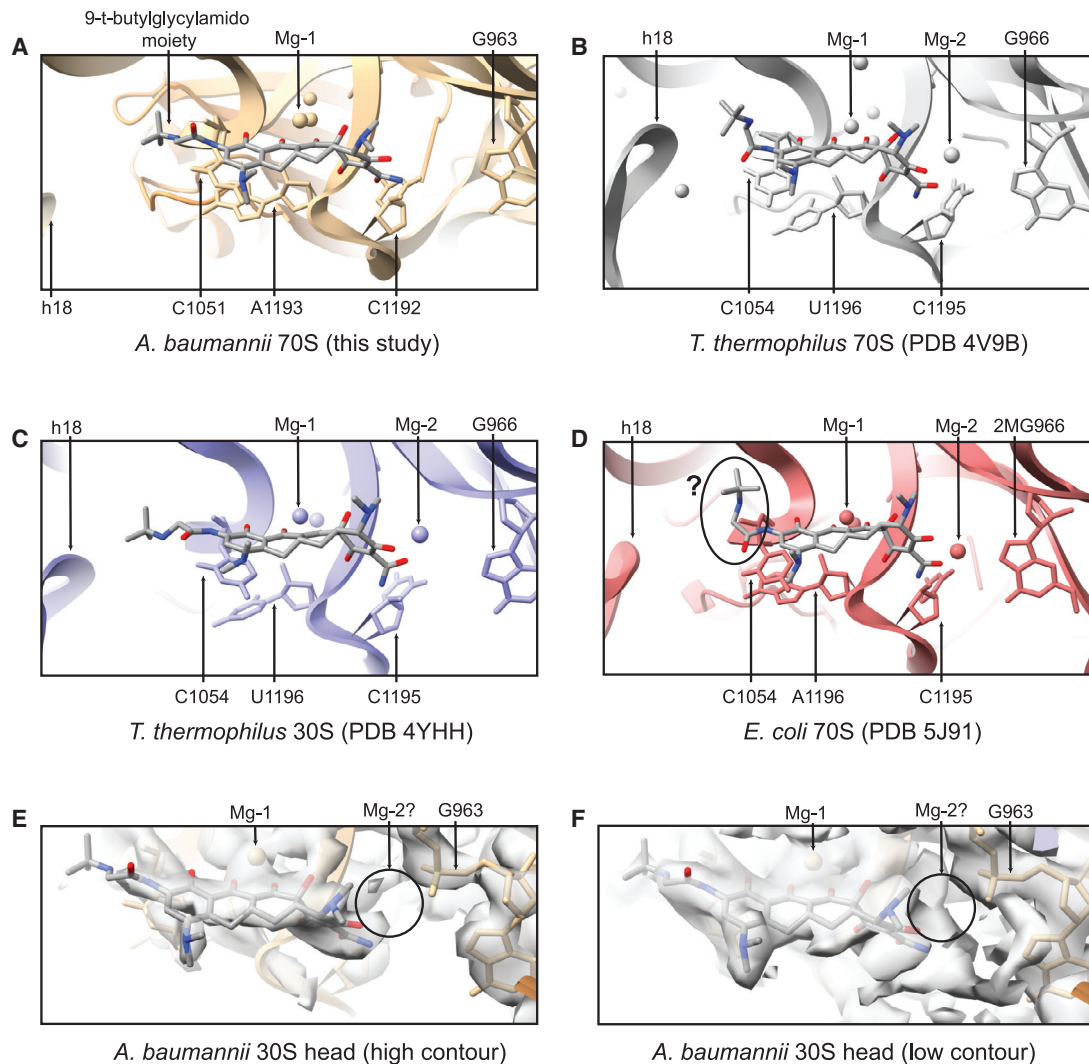 A
9-t-butylglycylamido
moiety
Mg-1
G963
h18
C1051
A1193
C1192
A. baumannii 70S (this study)
B
h18
Mg-1
Mg-2
G966
C1054
U1196
C1195
T. thermophilus 70S (PDB 4V9B)
C
h18
Mg-1
Mg-2
G966
C1054
U1196
C1195
T. thermophilus 30S (PDB 4YHH)
D
h18
Mg-1
Mg-2
2MG966
?
C1054
A1196
C1195
E. coli 70S (PDB 5J91)
E
Mg-1
Mg-2?
G963
A. baumannii 30S head (high contour)
F
Mg-1
Mg-2?
G963
A. baumannii 30S head (low contour)